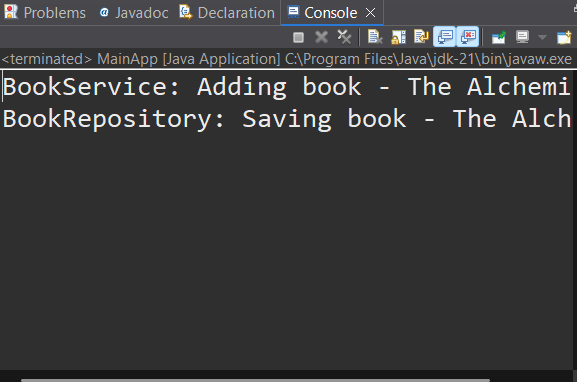 Problems @ Javadoc Declaration Console
<terminated> MainApp [Java Application] C:\Program Files\Java\jdk-21\bin\javaw.exe
BookService: Adding book - The Alchemi
BookRepository: Saving book - The Alch